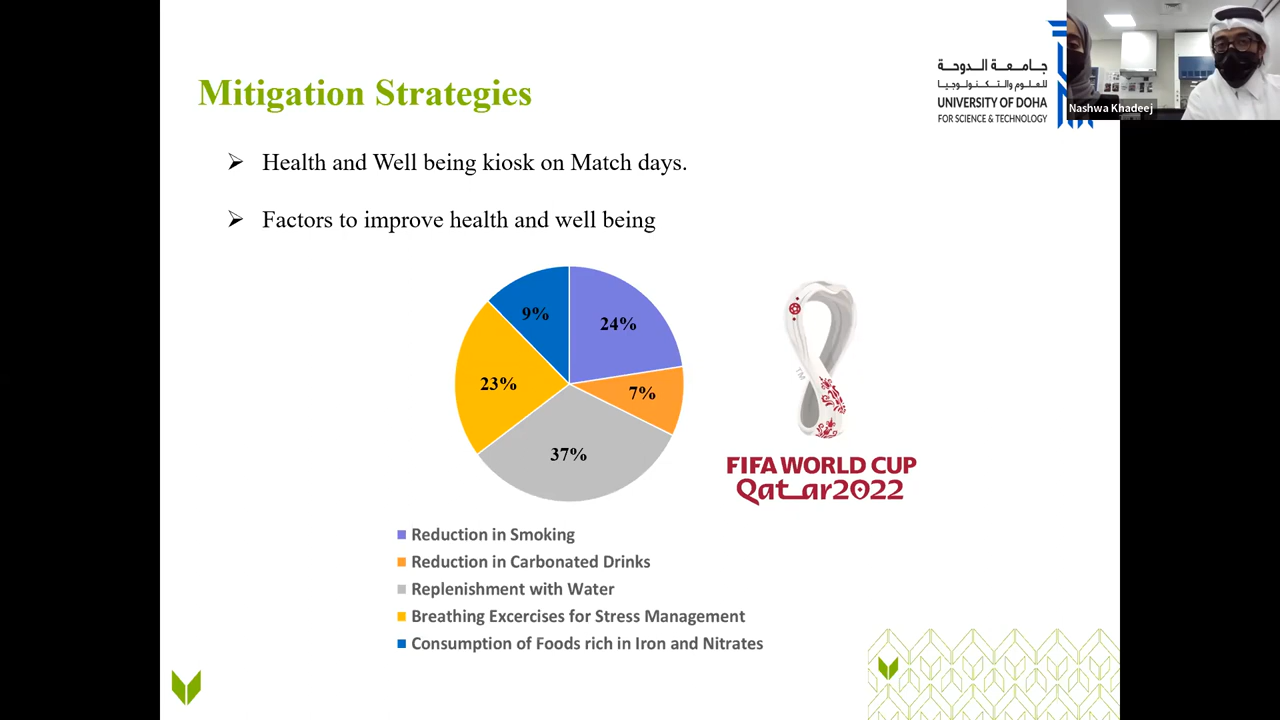 Mitigation Strategies
جامعة الدوحة
للعلوم والتكنولوجيا
UNIVERSITY OF DOHA
FOR SCIENCE & TECHNOLOGY
Nashwa Khadeej
Health and Well being kiosk on Match days.
Factors to improve health and well being
9%
24%
23%
7%
37%
TM
FIFA WORLD CUP
Qatar2022
Reduction in Smoking
Reduction in Carbonated Drinks
Replenishment with Water
Breathing Excercises for Stress Management
Consumption of Foods rich in Iron and Nitrates